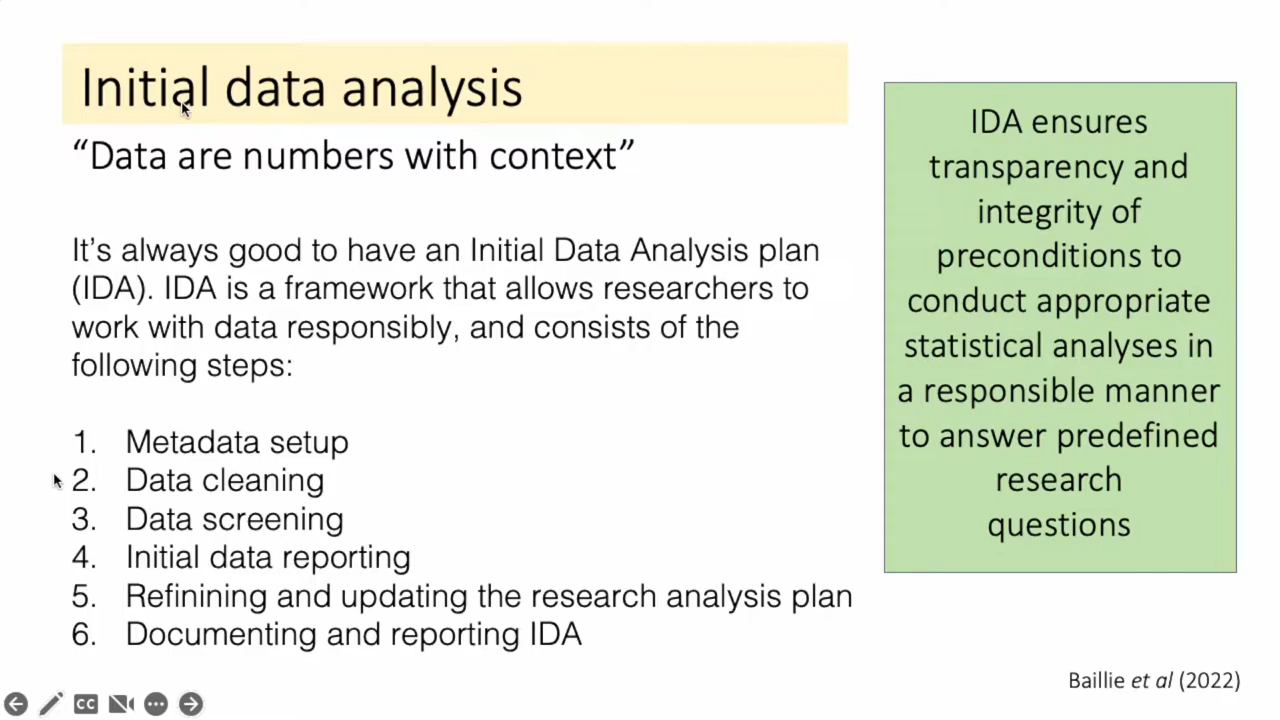 Initial data analysis
“Data are numbers with context”
It’s always good to have an Initial Data Analysis plan
(IDA). IDA is a framework that allows researchers to
work with data responsibly, and consists of the
following steps:
1. Metadata setup
2. Data cleaning
3. Data screening
4. Initial data reporting
5. Refinining and updating the research analysis plan
6. Documenting and reporting IDA
IDA ensures
transparency and
integrity of
preconditions to
conduct appropriate
statistical analyses in
a responsible manner
to answer predefined
research
questions
Baillie et al (2022)
CC